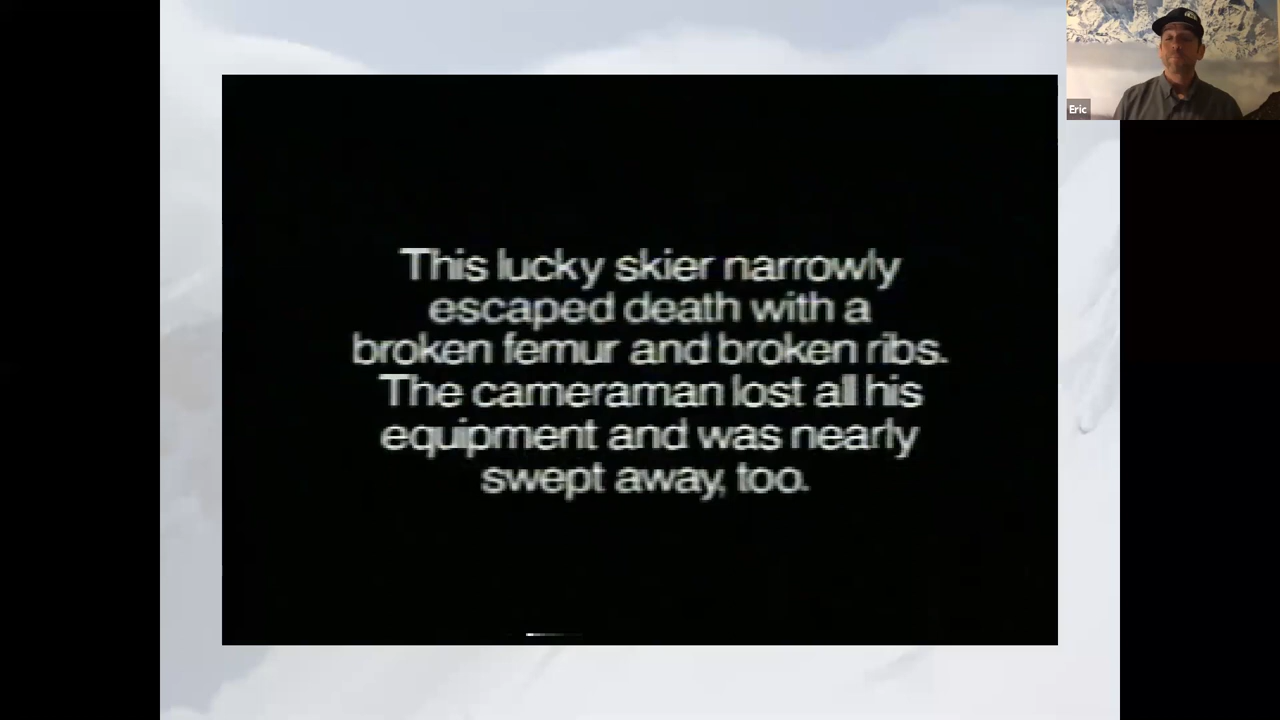 This lucky skier narrowly
escaped death with a
broken femur and broken ribs.
The cameraman lost all his
equipment and was nearly
swept away, too.
Eric